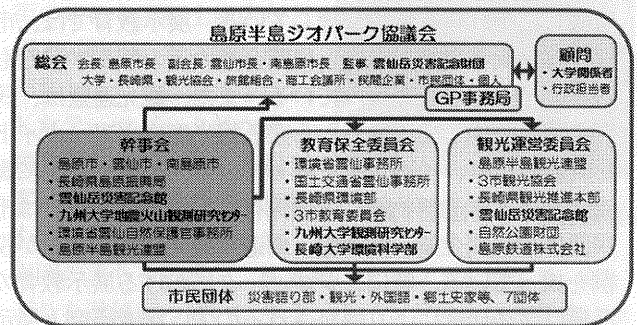 島原半島ジオパーク協議会
総会 会長 島原市長 副会長 雲仙市長・南島原市長 監事 雲仙岳災害記念財団
大学・長崎県・観光協会・旅館組合・商工会議所・民間企業・市民団体・個人
GP事務局
顧問
・大学関係者
・行政担当者
幹事会
・島原市・雲仙市・南島原市
・長崎県島原振興局
・雲仙岳災害記念館
・九州大学地震火山観測研究センター
・環境省雲仙自然保護官事務所
・島原半島観光連盟
教育保全委員会
・環境省雲仙事務所
・国土交通省雲仙事務所
・長崎県環境部
・3市教育委員会
・九州大学観測研究センター
・長崎大学環境科学部
観光運営委員会
・島原半島観光連盟
・3市観光協会
・長崎県観光推進本部
・雲仙岳災害記念館
・自然公園財団
・島原鉄道株式会社
市民団体 災害語り部・観光・外国語・郷土史家等、7団体